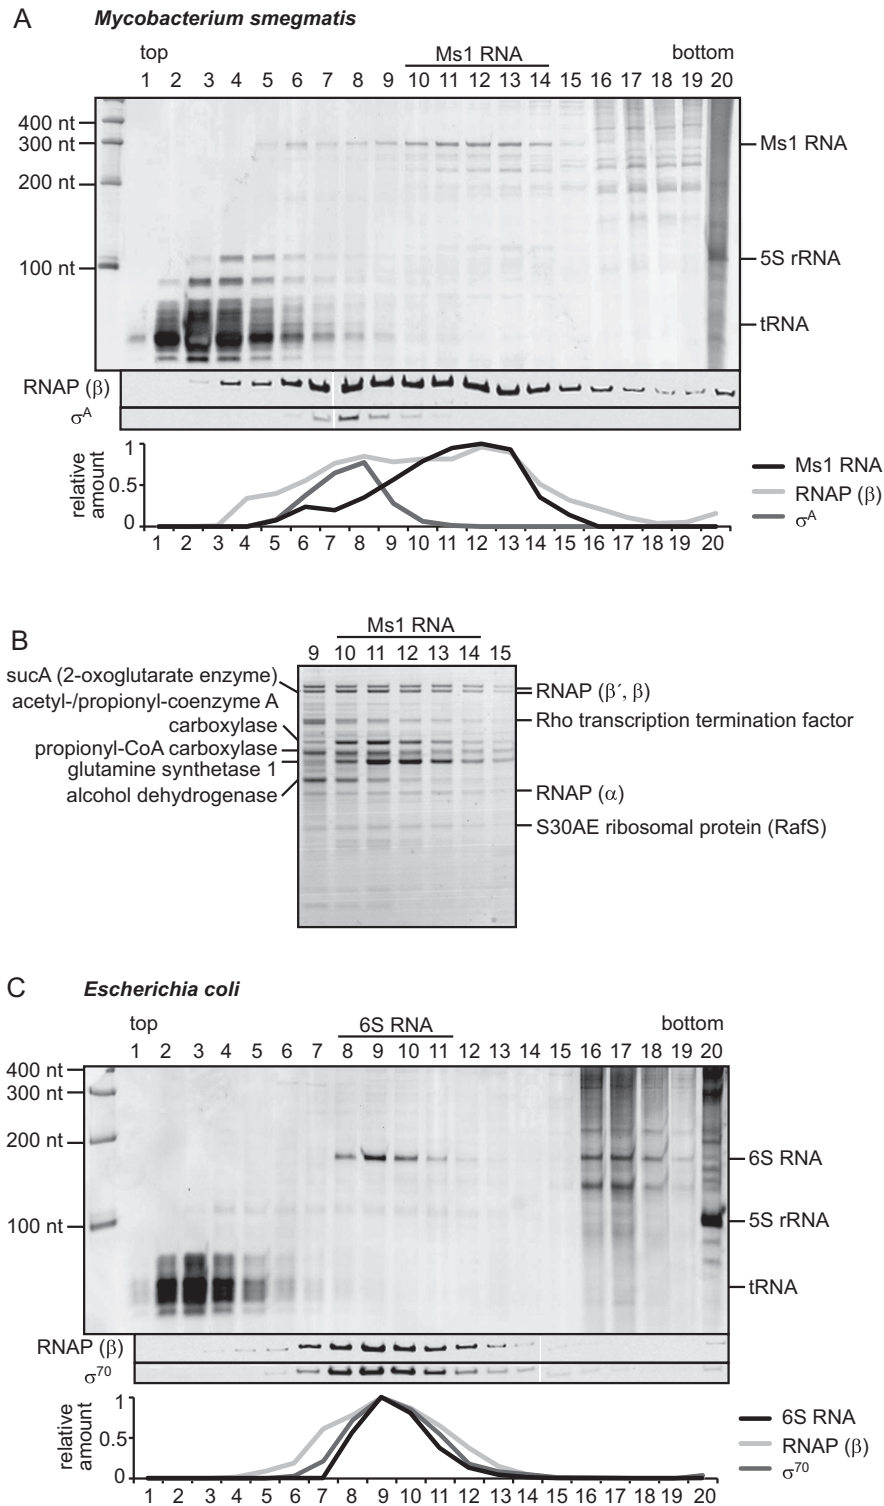 A
Mycobacterium smegmatis
top Ms1 RNA bottom
1 2 3 4 5 6 7 8 9 10 11 12 13 14 15 16 17 18 19 20
400 nt
300 nt
Ms1 RNA
200 nt
5S rRNA
100 nt
tRNA
RNAP (β)
σA
relative amount
1
0.5
0
1 2 3 4 5 6 7 8 9 10 11 12 13 14 15 16 17 18 19 20
Ms1 RNA
RNAP (β)
σA
B
Ms1 RNA
9 10 11 12 13 14 15
sucA (2-oxoglutarate enzyme)
acetyl-/propionyl-coenzyme A
carboxylase
propionyl-CoA carboxylase
glutamine synthetase 1
alcohol dehydrogenase
RNAP (β´, β)
Rho transcription termination factor
RNAP (α)
S30AE ribosomal protein (RafS)
C
Escherichia coli
top 6S RNA bottom
1 2 3 4 5 6 7 8 9 10 11 12 13 14 15 16 17 18 19 20
400 nt
300 nt
200 nt
6S RNA
100 nt
5S rRNA
tRNA
RNAP (β)
σ70
relative amount
1
0.5
0
1 2 3 4 5 6 7 8 9 10 11 12 13 14 15 16 17 18 19 20
6S RNA
RNAP (β)
σ70